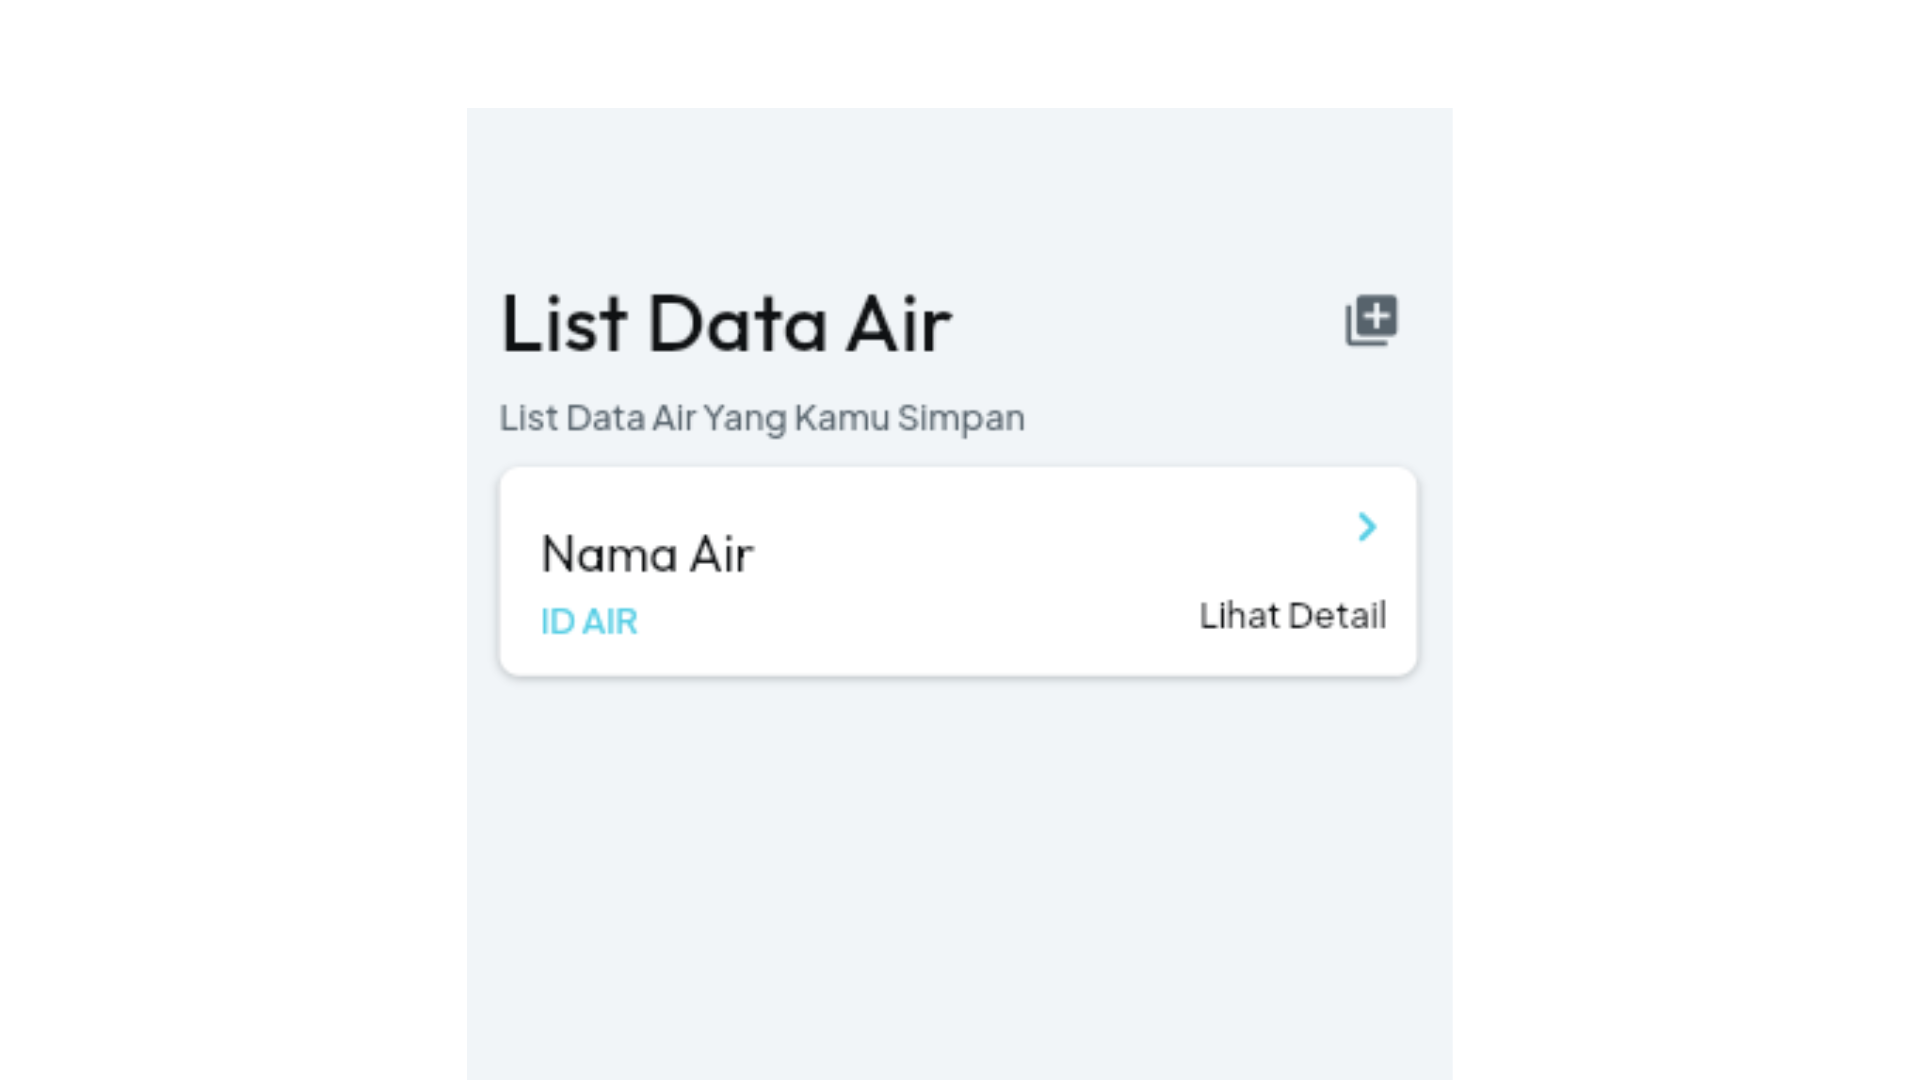 List Data Air
List Data Air Yang Kamu Simpan
Nama Air
ID AIR
Lihat Detail